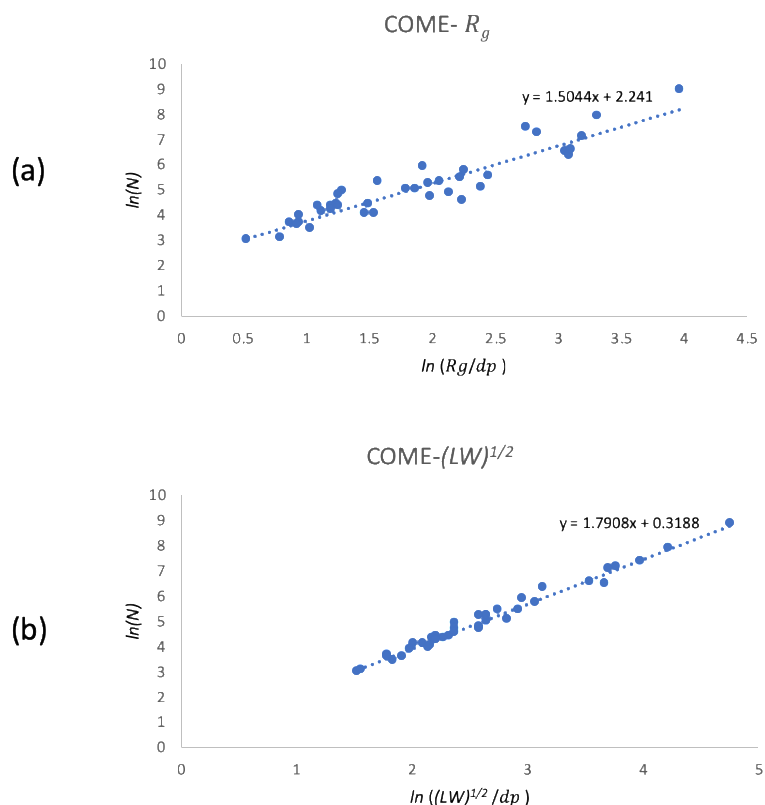 COME- Rg
10
9
y = 1.5044x + 2.241
8
7
(a)
6
ln(N)
5
4
3
2
1
0
0 0.5 1 1.5 2 2.5 3 3.5 4 4.5
ln (Rg/dp )
COME-(LW)1/2
10
y = 1.7908x + 0.3188
9
8
7
6
(b)
ln(N)
5
4
3
2
1
0
0 1 2 3 4 5
ln ((LW)1/2 /dp )